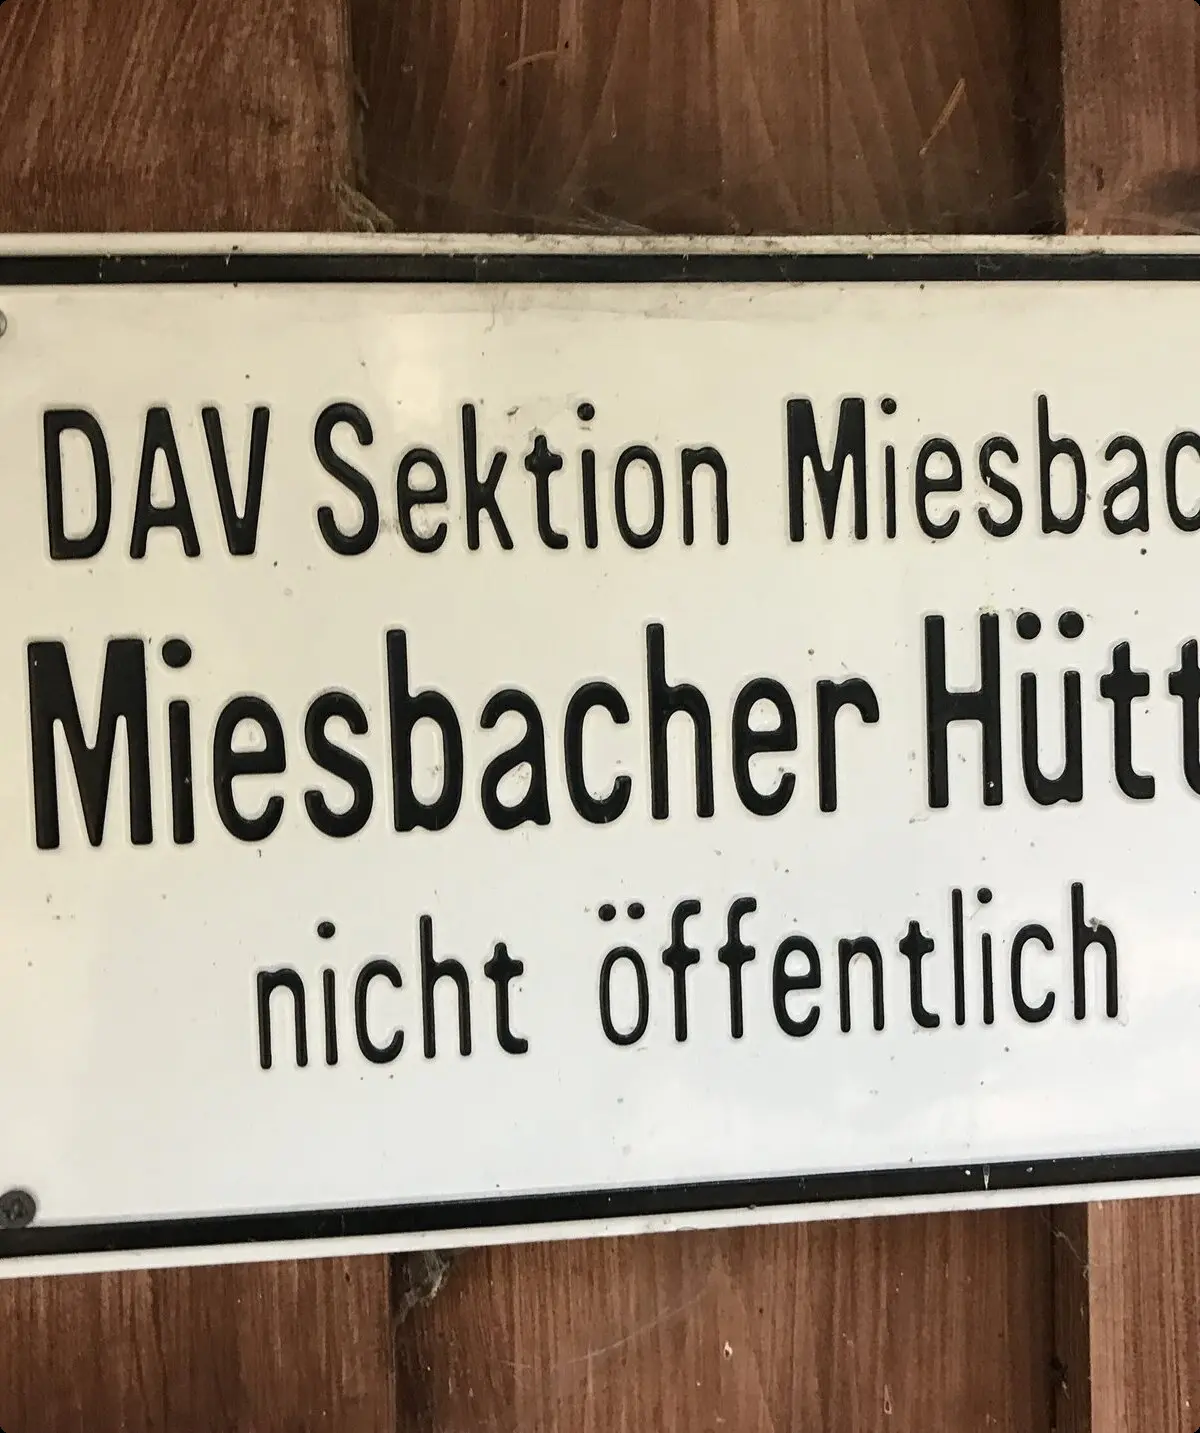 DAV Sektion Miesbac
Miesbacher Hütt
nicht öffentlich